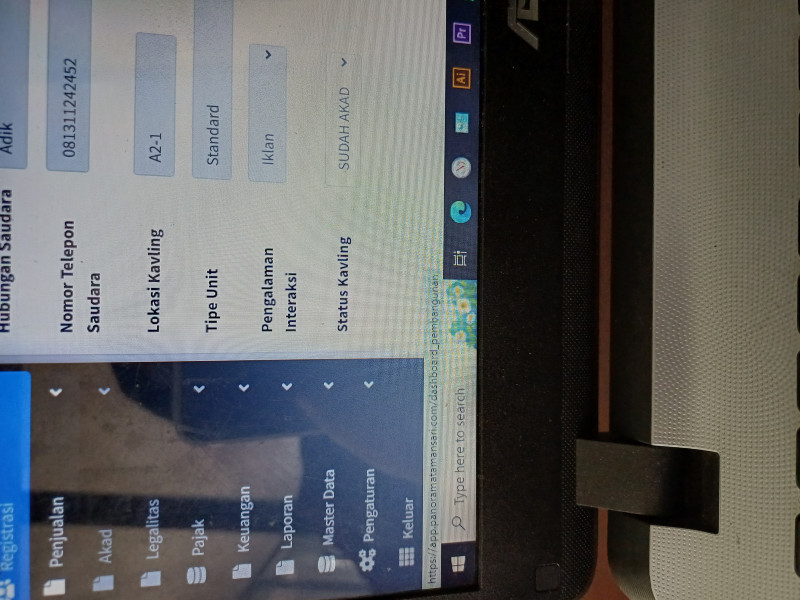 Registrasi
Penjualan
Akad
Legalitas
Pajak
Keuangan
Laporan
Master Data
Pengaturan
Keluar
Hubungan Saudara
Adik
Nomor Telepon
Saudara
081311242452
Lokasi Kavling
A2-1
Tipe Unit
Standard
Pengalaman
Interaksi
Iklan
Status Kavling
SUDAH AKAD
https://app.panoramatamansari.com/dashboard_pembangunan
Type here to search
Ai
Pr